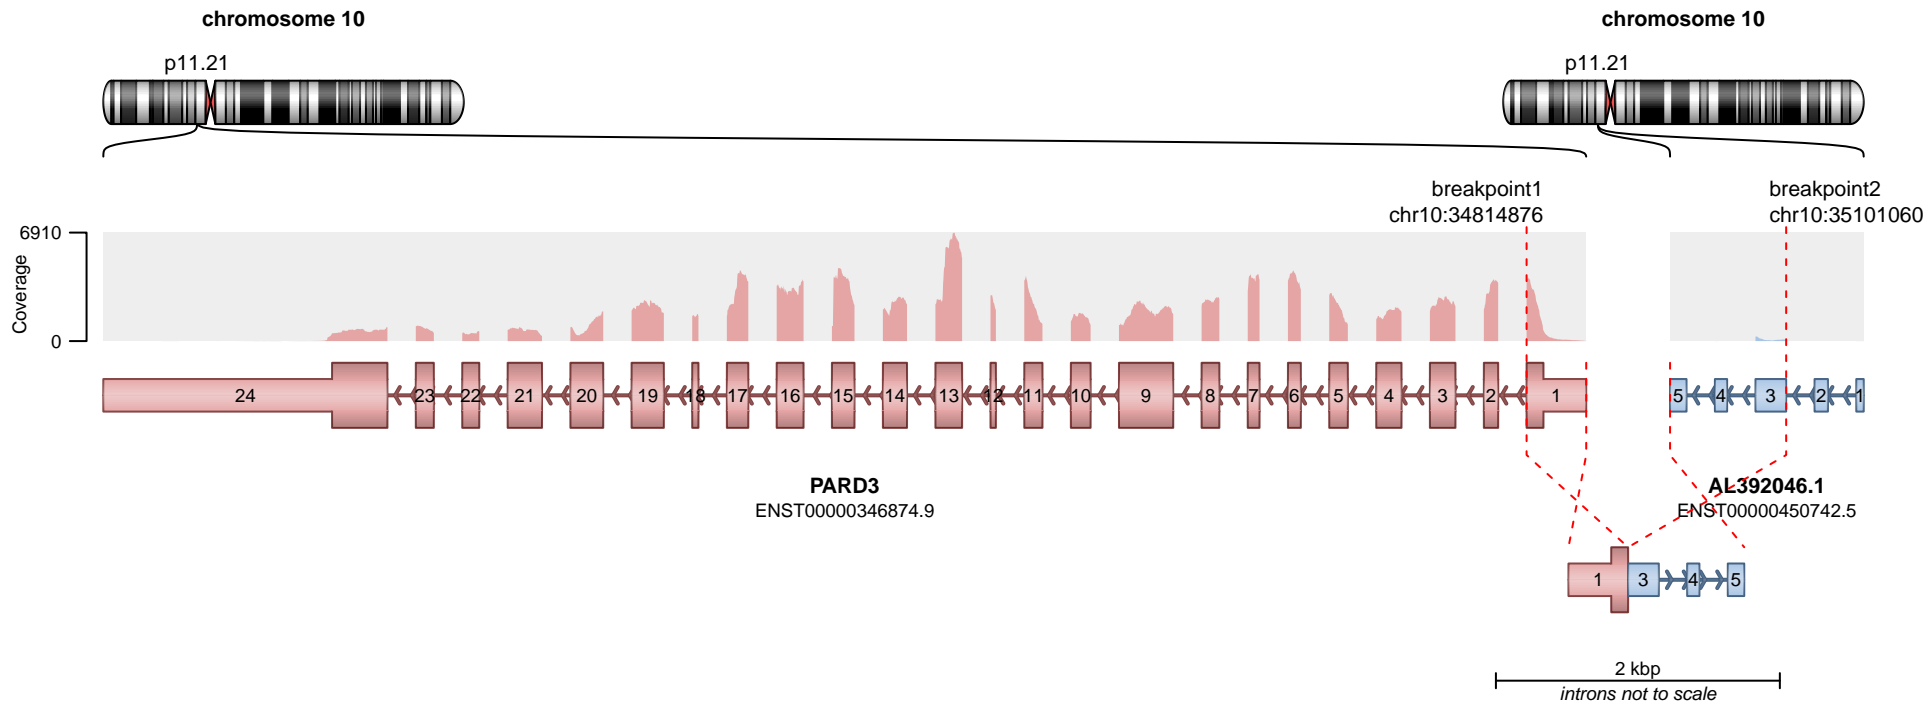 chromosome 10
chromosome 10
p11.21
p11.21
breakpoint1
chr10:34814876
breakpoint2
chr10:35101060
6910
Coverage
0
24 23 22 21 20 19 18 17 16 15 14 13 12 11 10 9 8 7 6 5 4 3 2 1
5 4 3 2 1
PARD3
ENST00000346874.9
AL392046.1
ENST00000450742.5
1 3 4 5
2 kbp
introns not to scale